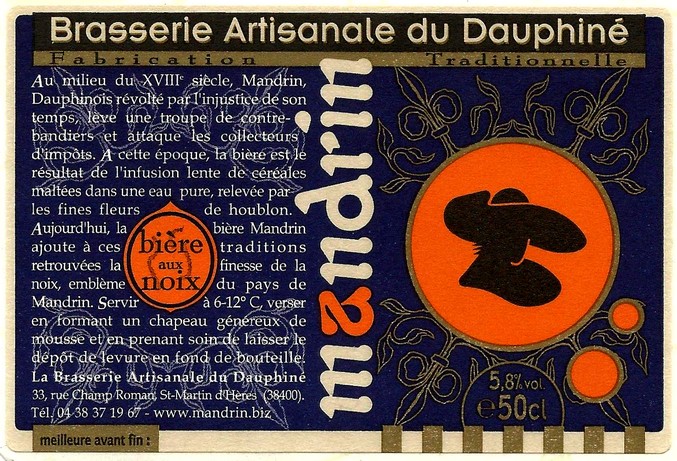 Brasserie Artisanale du Dauphiné
Fabrication Traditionnelle
Au milieu du XVIIIe siècle, Mandrin,
Dauphinois révolté par l'injustice de son
temps, lève une troupe de contre-
bandiers et attaque les collecteurs
d'impôts. A cette époque, la bière est le
résultat de l'infusion lente de céréales
maltées dans une eau pure, relevée par
les fines fleurs de houblon.
Aujourd'hui, la bière Mandrin
ajoute à ces traditions
retrouvées la finesse de la
noix, emblème du pays de
Mandrin. Servir à 6-12° C, verser
en formant un chapeau généreux de
mousse et en prenant soin de laisser le
dépôt de levure en fond de bouteille.
La Brasserie Artisanale du Dauphiné
33, rue Champ Roman, St-Martin d'Hères (38400).
Tél. 04 38 37 19 67 - www.mandrin.biz
bière
aux
noix
mandrin
5,8% vol.
e50cl
meilleure avant fin :